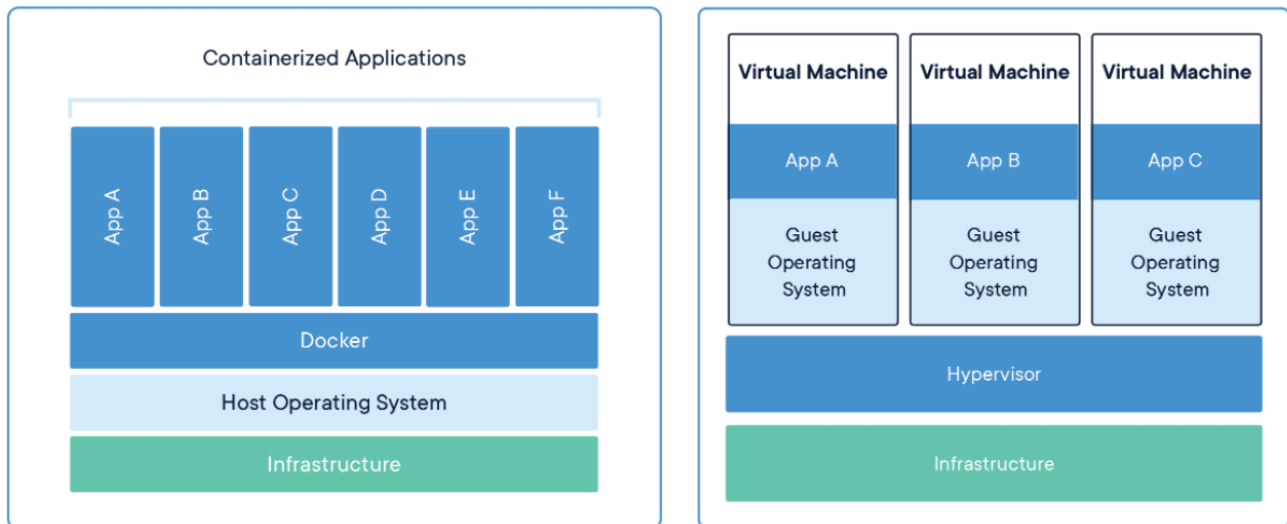 Containerized Applications
App A
App B
App C
App D
App E
App F
Docker
Host Operating System
Infrastructure
Virtual Machine
App A
Guest
Operating
System
Virtual Machine
App B
Guest
Operating
System
Virtual Machine
App C
Guest
Operating
System
Hypervisor
Infrastructure